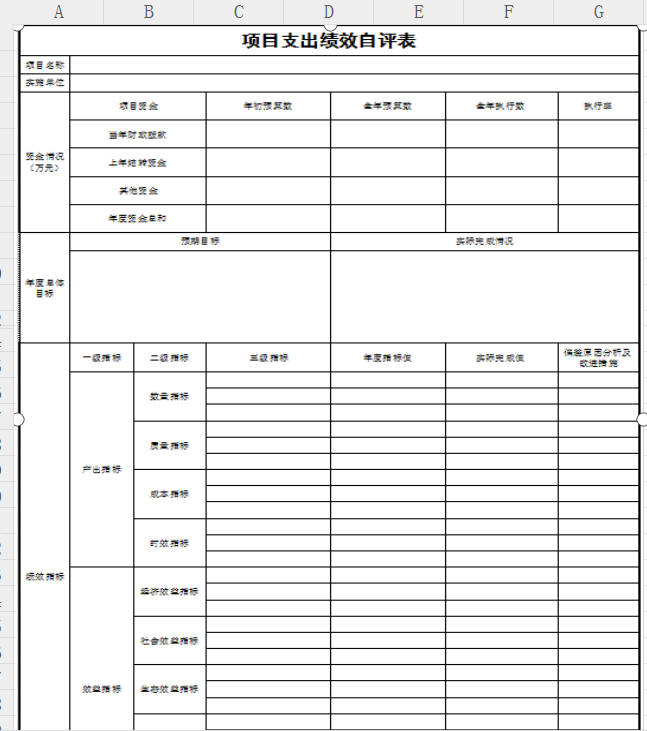 A B C D E F G
项目支出绩效自评表
项目名称
实施单位
资金情况
（万元）
项目资金 年初预算数 全年预算数 全年执行数 执行率
当年财政拨款
上年结转资金
其他资金
年度资金总和
年度总体
目标
预期目标 实际完成情况
绩效指标
一级指标 二级指标 三级指标 年度指标值 实际完成值 偏差原因分析及
改进措施
产出指标
数量指标
质量指标
成本指标
时效指标
效益指标
经济效益指标
社会效益指标
生态效益指标